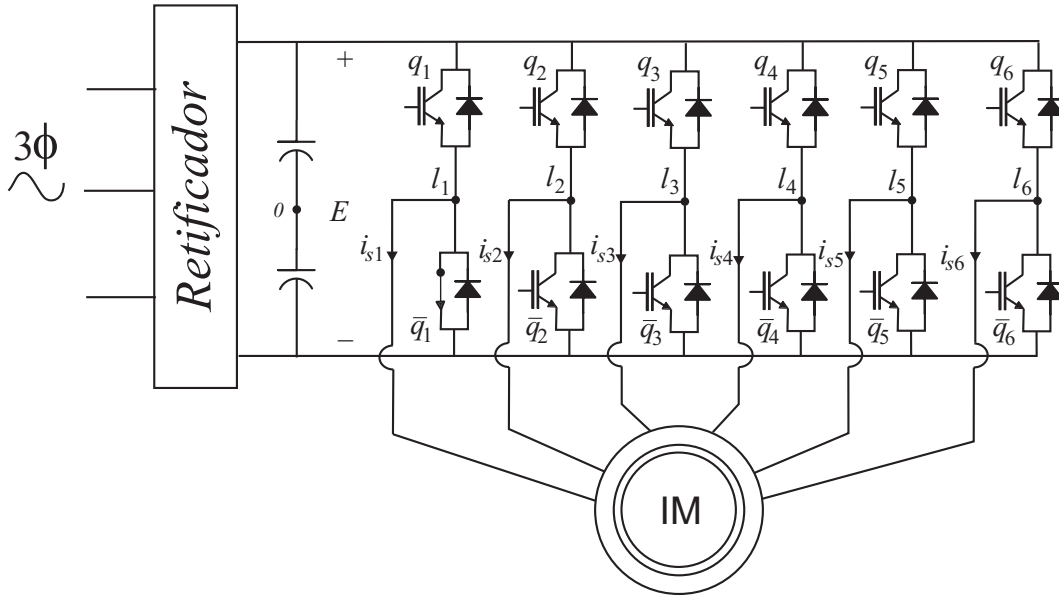 3ϕ
Retificador
+
0
E
−
q1 q2 q3 q4 q5 q6
l1 l2 l3 l4 l5 l6
is1 is2 is3 is4 is5 is6
q̅1 q̅2 q̅3 q̅4 q̅5 q̅6
IM